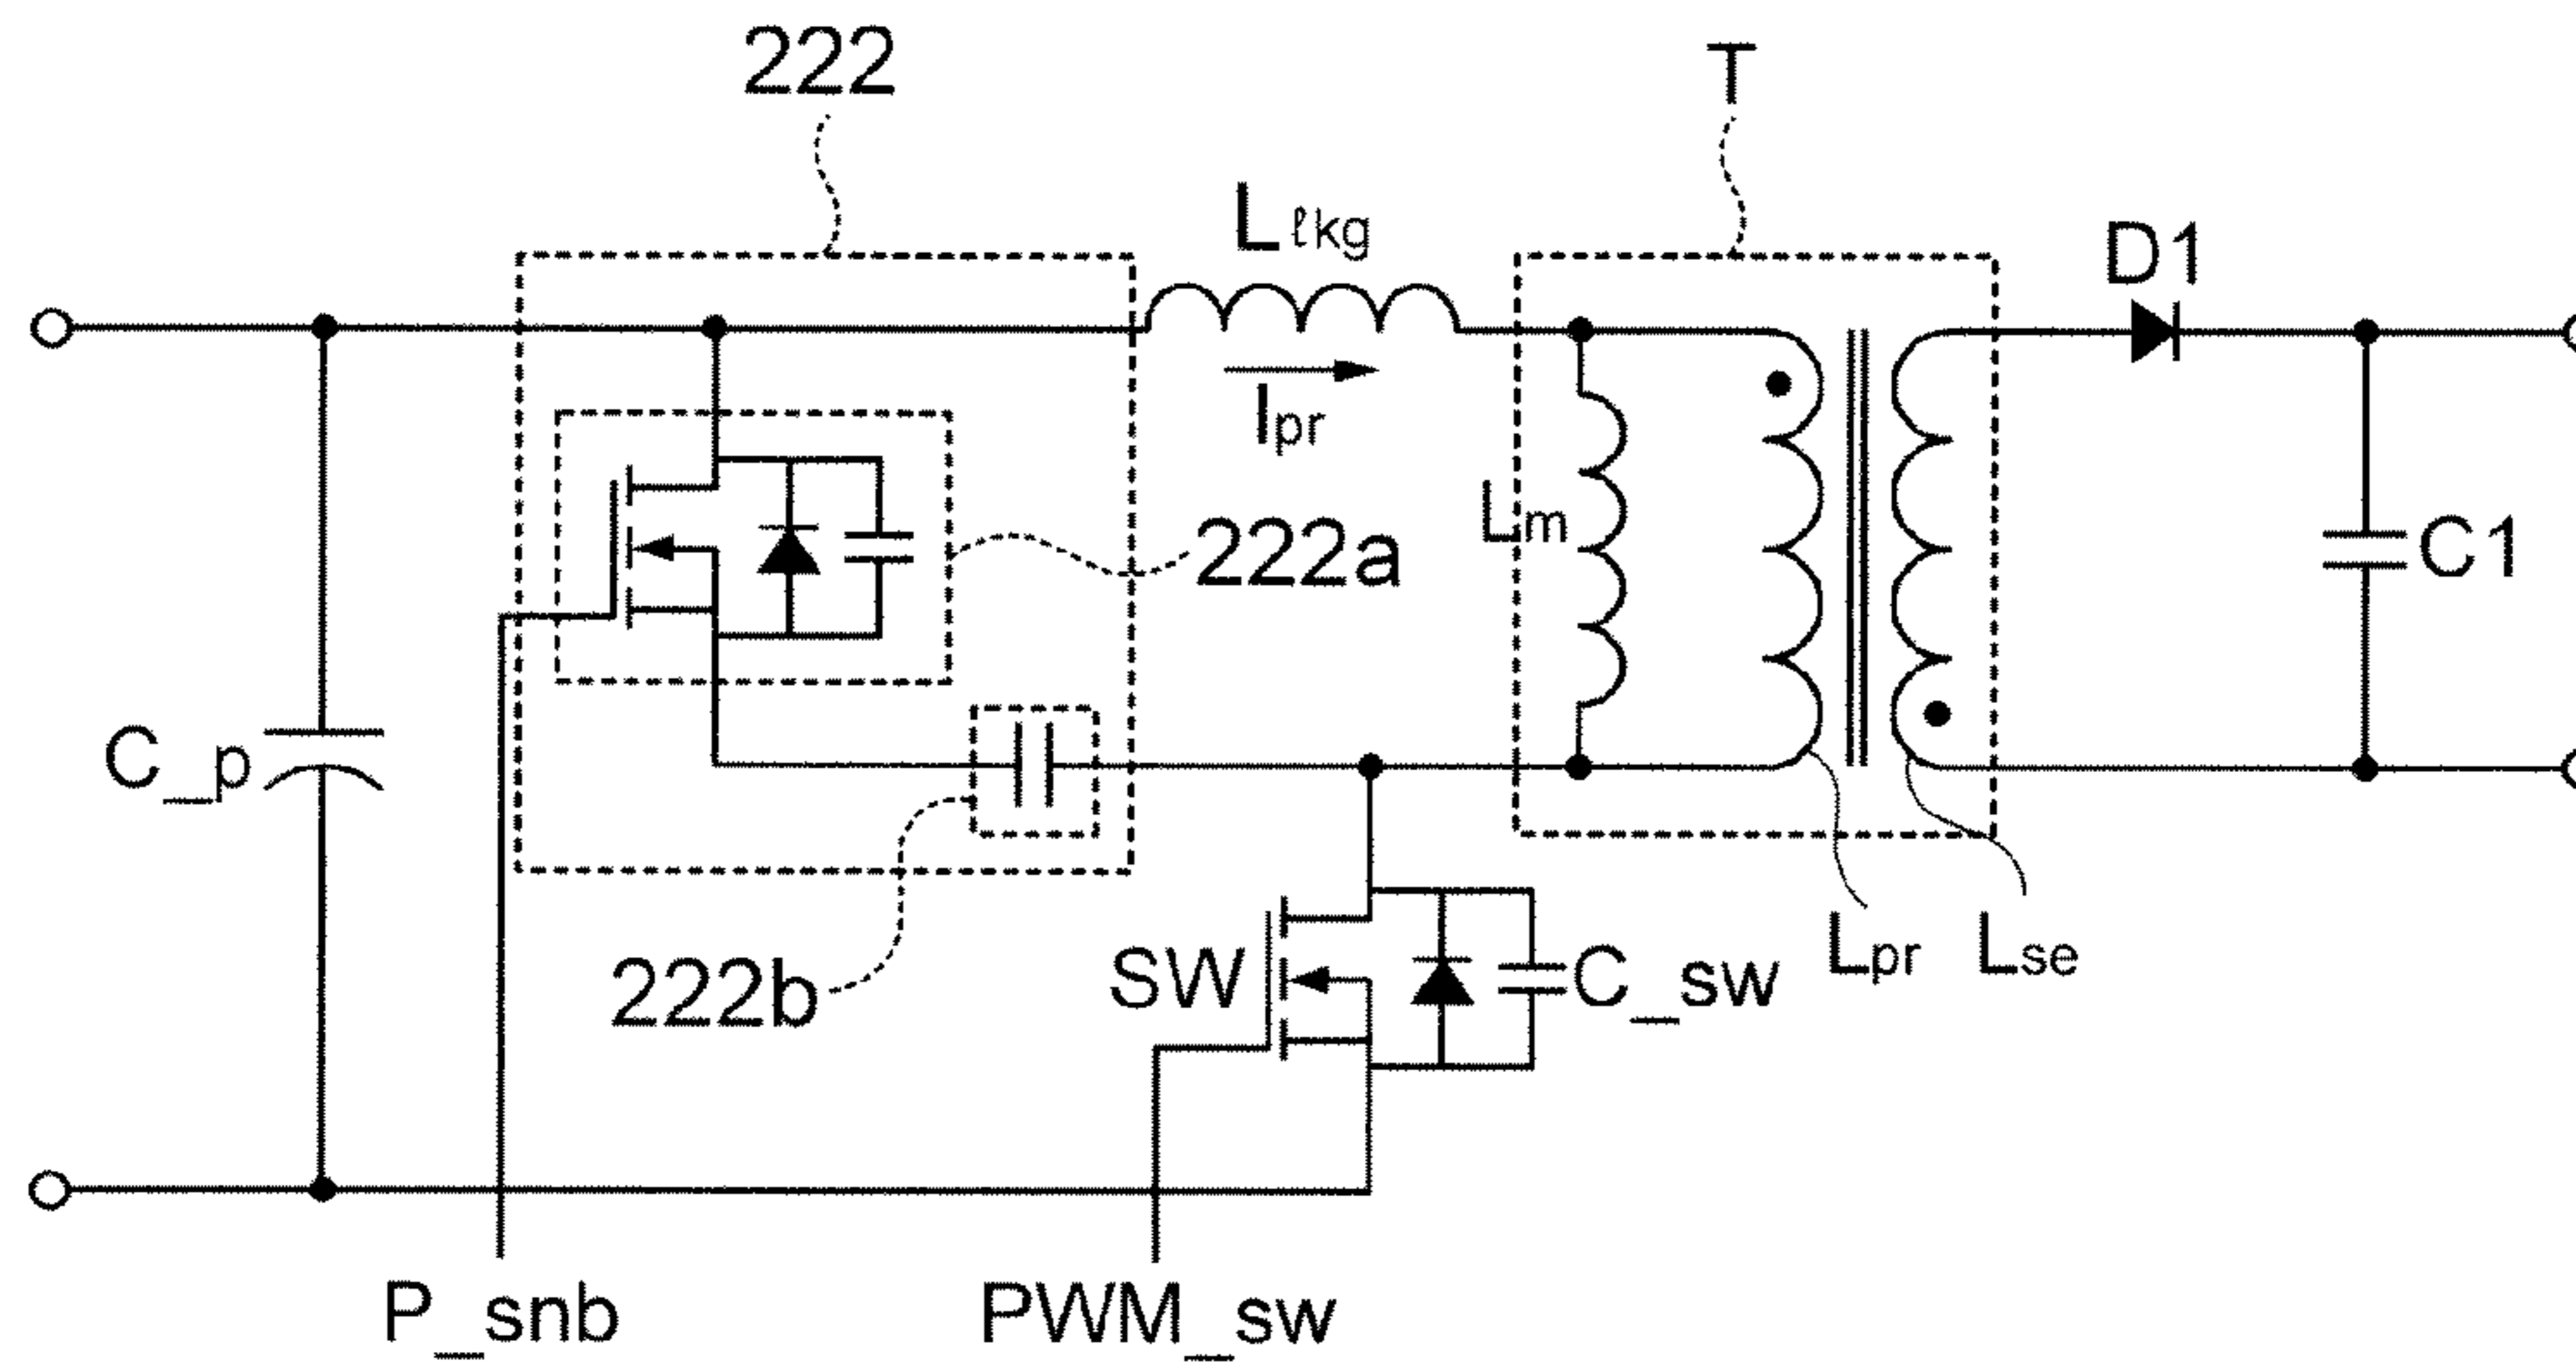 222
T
Lℓkg
D1
Ipr
Lm
222a
C1
C_p
222b
SW
C_sw
Lpr
Lse
P_snb
PWM_sw